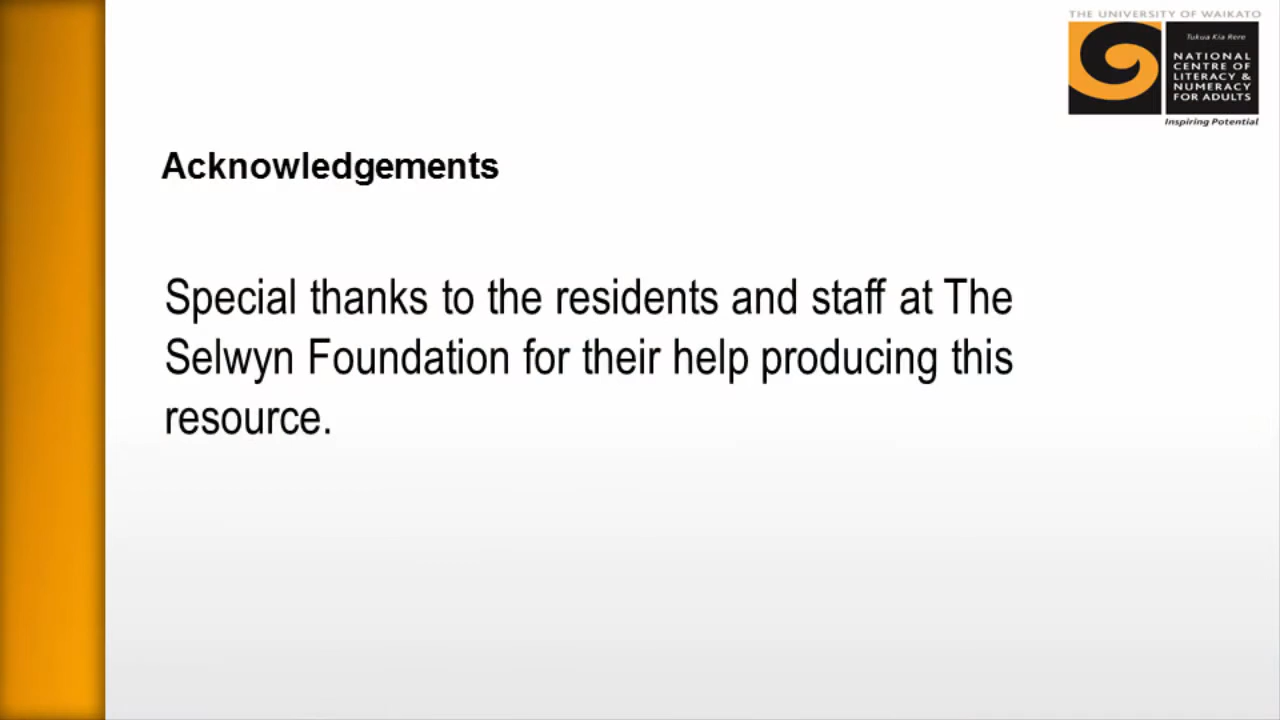 THE UNIVERSITY OF WAIKATO
Tukua Kia Rere
NATIONAL
CENTRE OF
LITERACY &
NUMERACY
FOR ADULTS
Inspiring Potential
Acknowledgements
Special thanks to the residents and staff at The
Selwyn Foundation for their help producing this
resource.